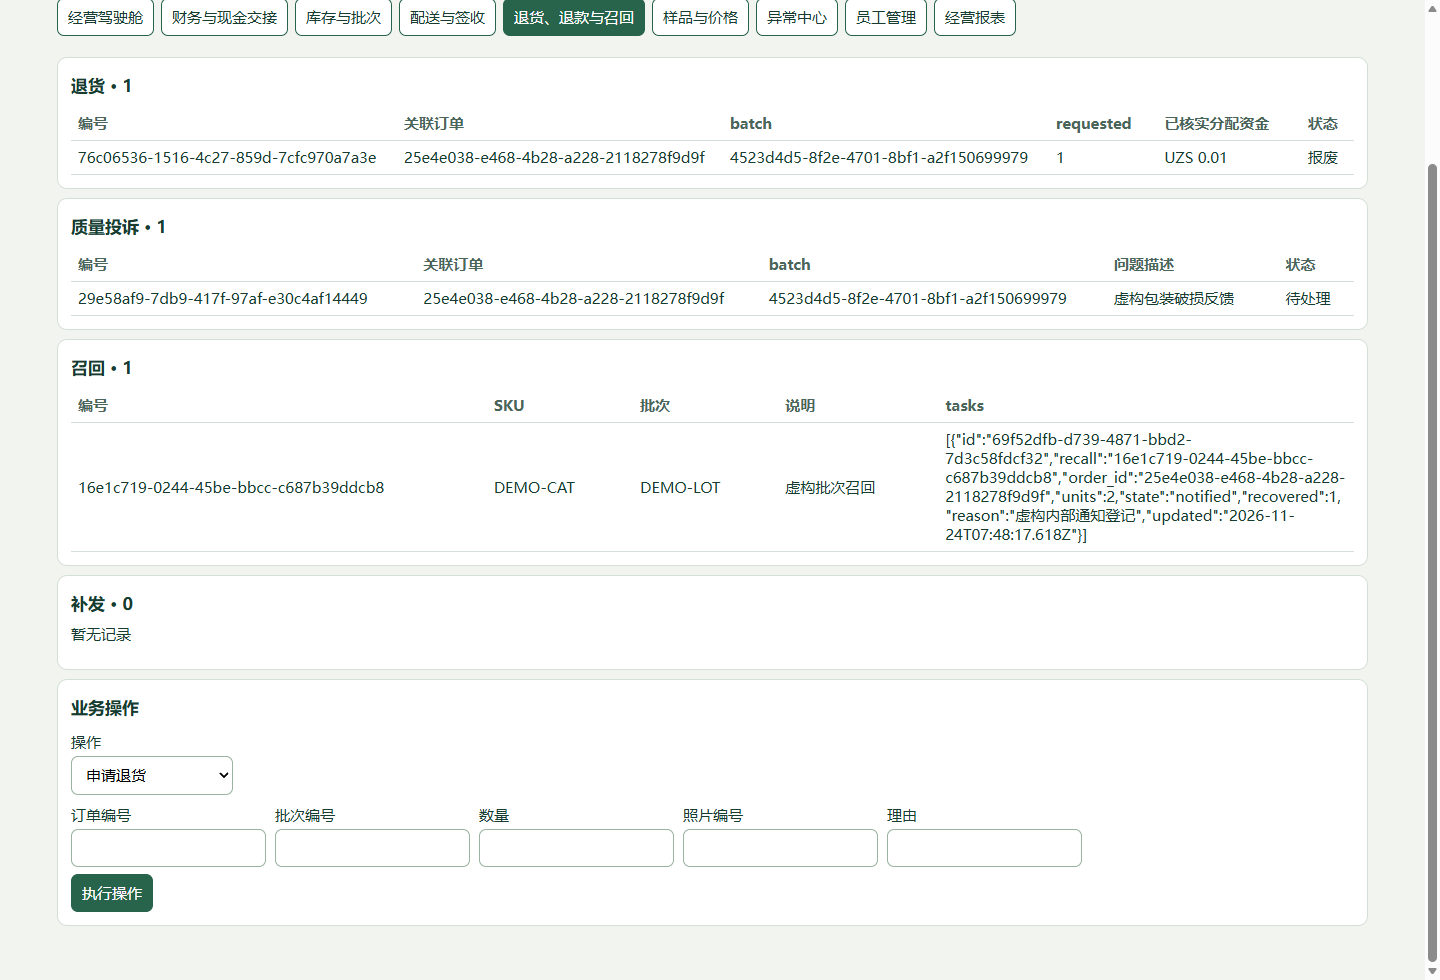 经营驾驶舱 财务与现金交接 库存与批次 配送与签收 退货、退款与召回 样品与价格 异常中心 员工管理 经营报表
退货 • 1
编号 关联订单 batch requested 已核实分配资金 状态
76c06536-1516-4c27-859d-7cfc970a7a3e 25e4e038-e468-4b28-a228-2118278f9d9f 4523d4d5-8f2e-4701-8bf1-a2f150699979 1 UZS 0.01 报废
质量投诉 • 1
编号 关联订单 batch 问题描述 状态
29e58af9-7db9-417f-97af-e30c4af14449 25e4e038-e468-4b28-a228-2118278f9d9f 4523d4d5-8f2e-4701-8bf1-a2f150699979 虚构包装破损反馈 待处理
召回 • 1
编号 SKU 批次 说明 tasks
16e1c719-0244-45be-bbcc-c687b39ddcb8 DEMO-CAT DEMO-LOT 虚构批次召回
[{"id":"69f52dfb-d739-4871-bbd2-
7d3c58fdcf32","recall":"16e1c719-0244-45be-bbcc-
c687b39ddcb8","order_id":"25e4e038-e468-4b28-a228-
2118278f9d9f","units":2,"state":"notified","recovered":1,
"reason":"虚构内部通知登记","updated":"2026-11-
24T07:48:17.618Z"}]
补发 • 0
暂无记录
业务操作
操作
申请退货
订单编号 批次编号 数量 照片编号 理由
执行操作